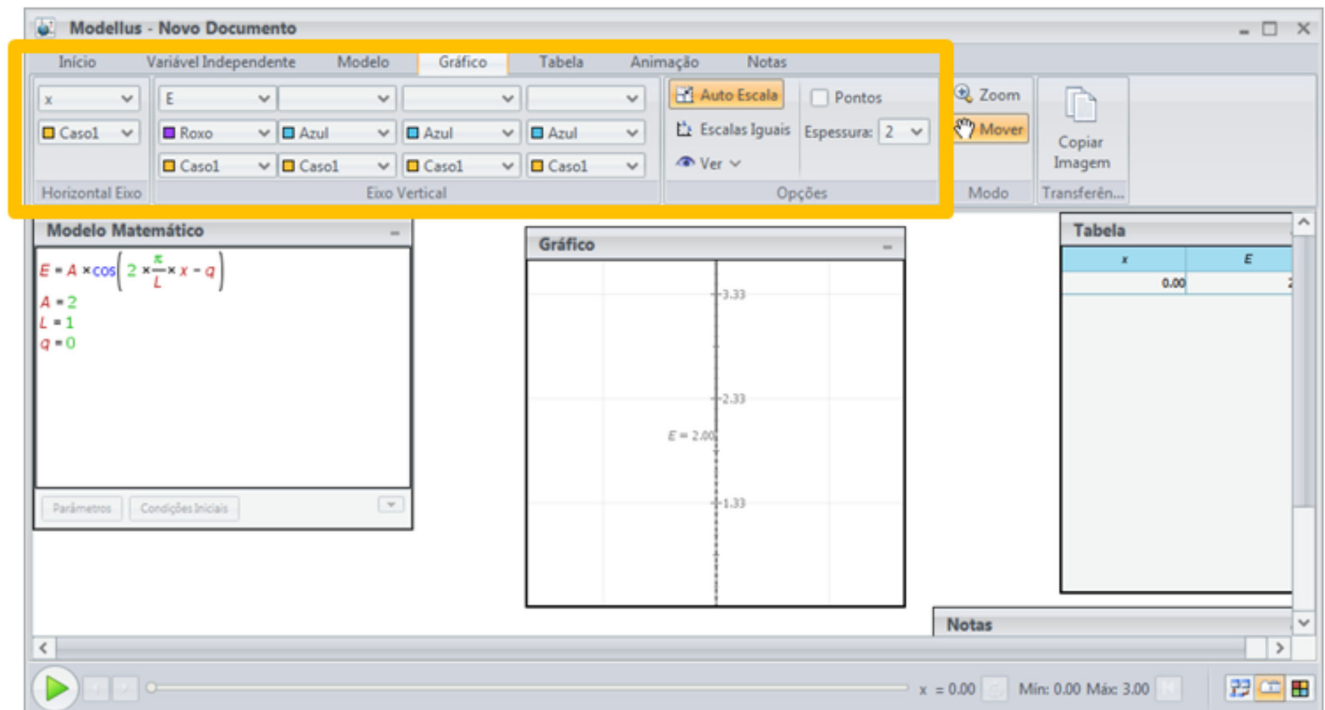 Modellus - Novo Documento
Início Variável Independente Modelo Gráfico Tabela Animação Notas
x E Auto Escala Pontos Zoom
Caso1 Roxo Azul Azul Azul Escalas Iguais Espessura: 2 Mover
Caso1 Caso1 Caso1 Caso1 Ver Copiar Imagem
Horizontal Eixo Eixo Vertical Opções Modo Transferên...
Modelo Matemático
E = A × cos(2 × π/L × x - q)
A = 2
L = 1
q = 0
Parâmetros Condições Iniciais
Gráfico
3.33
2.33
E = 2.00
1.33
Tabela
x E
0.00 2
Notas
x = 0.00 Mín: 0.00 Máx: 3.00